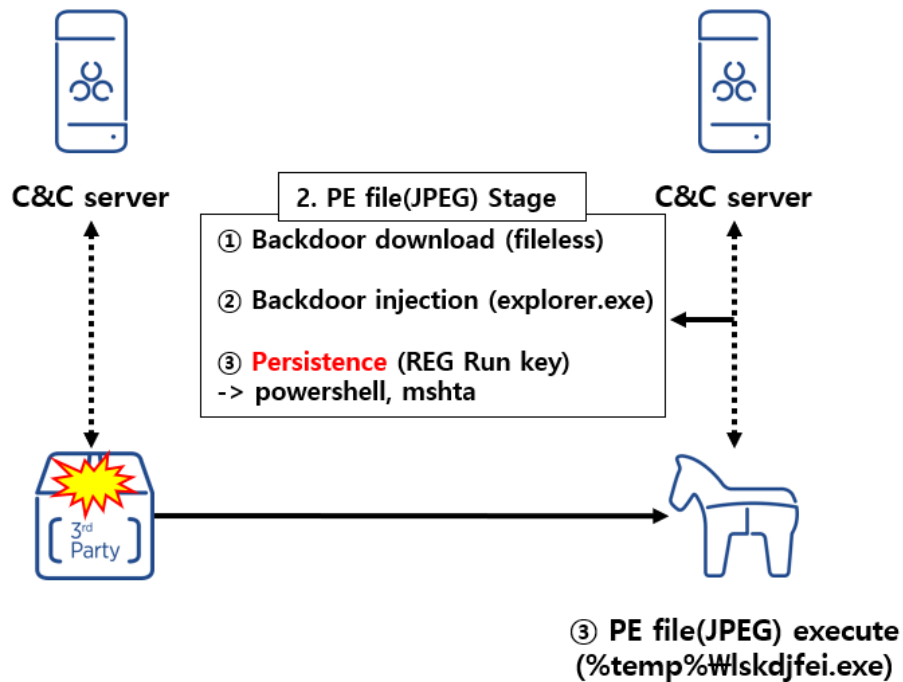 C&C server
C&C server
2. PE file(JPEG) Stage
① Backdoor download (fileless)
② Backdoor injection (explorer.exe)
③ Persistence (REG Run key)
-> powershell, mshta
3rd
Party
③ PE file(JPEG) execute
(%temp%₩lskdjfei.exe)